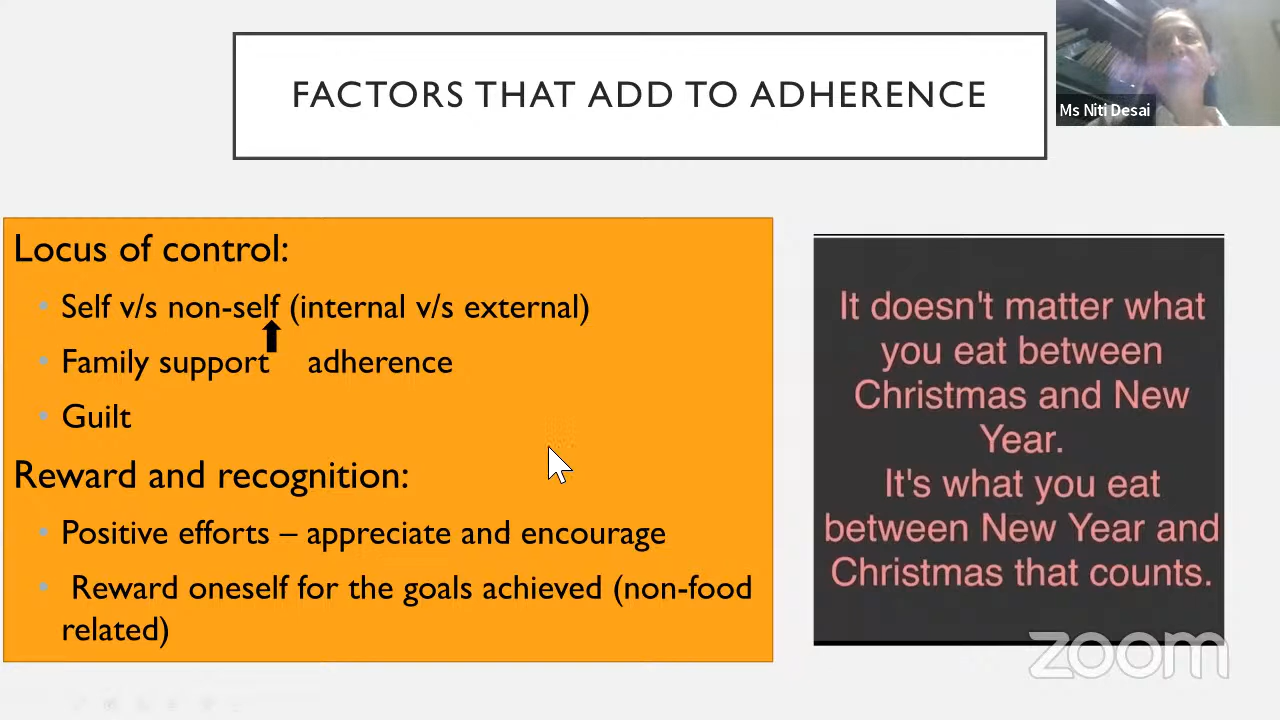 FACTORS THAT ADD TO ADHERENCE
Ms Niti Desai
Locus of control:
• Self v/s non-self (internal v/s external)
• Family support adherence
• Guilt
Reward and recognition:
• Positive efforts – appreciate and encourage
• Reward oneself for the goals achieved (non-food
related)
It doesn't matter what
you eat between
Christmas and New
Year.
It's what you eat
between New Year and
Christmas that counts.
zoom